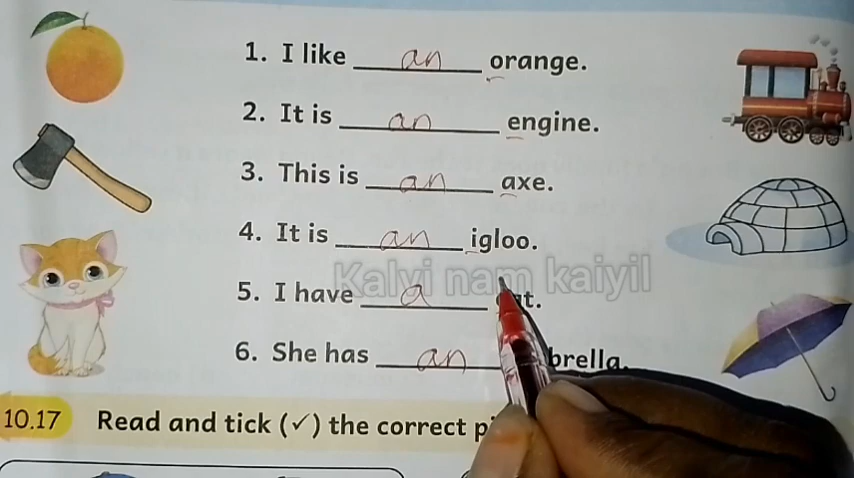 1. I like an orange.
2. It is an engine.
3. This is an axe.
4. It is an igloo.
Kalvi nam kaiyil
5. I have a
6. She has an
10.17 Read and tick (✓) the correct